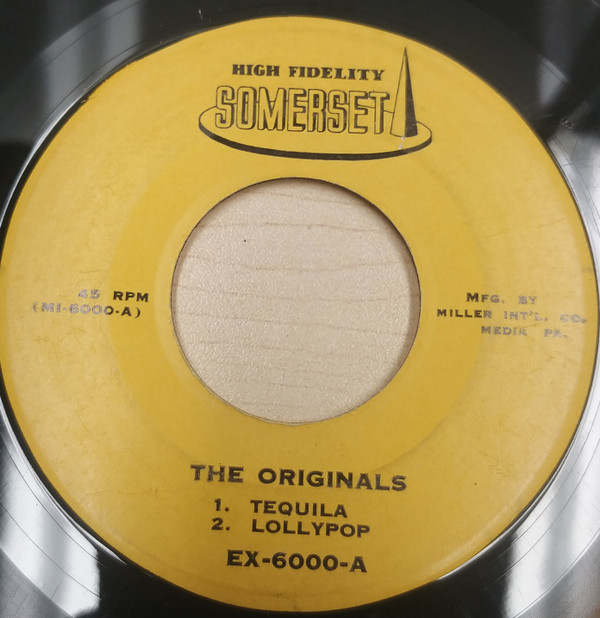 HIGH FIDELITY
SOMERSET
45 RPM
(MI-6000-A)
MFG. BY
MILLER INT'L. CO.
MEDIA PA.
THE ORIGINALS
1. TEQUILA
2. LOLLYPOP
EX-6000-A